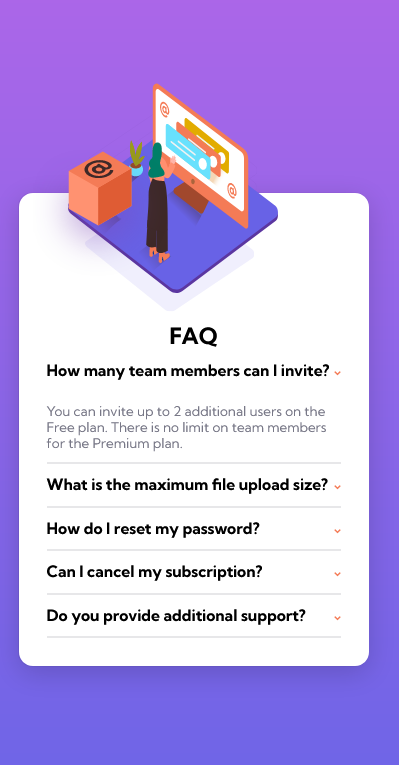 @
@
@
FAQ
How many team members can I invite?
You can invite up to 2 additional users on the
Free plan. There is no limit on team members
for the Premium plan.
What is the maximum file upload size?
How do I reset my password?
Can I cancel my subscription?
Do you provide additional support?